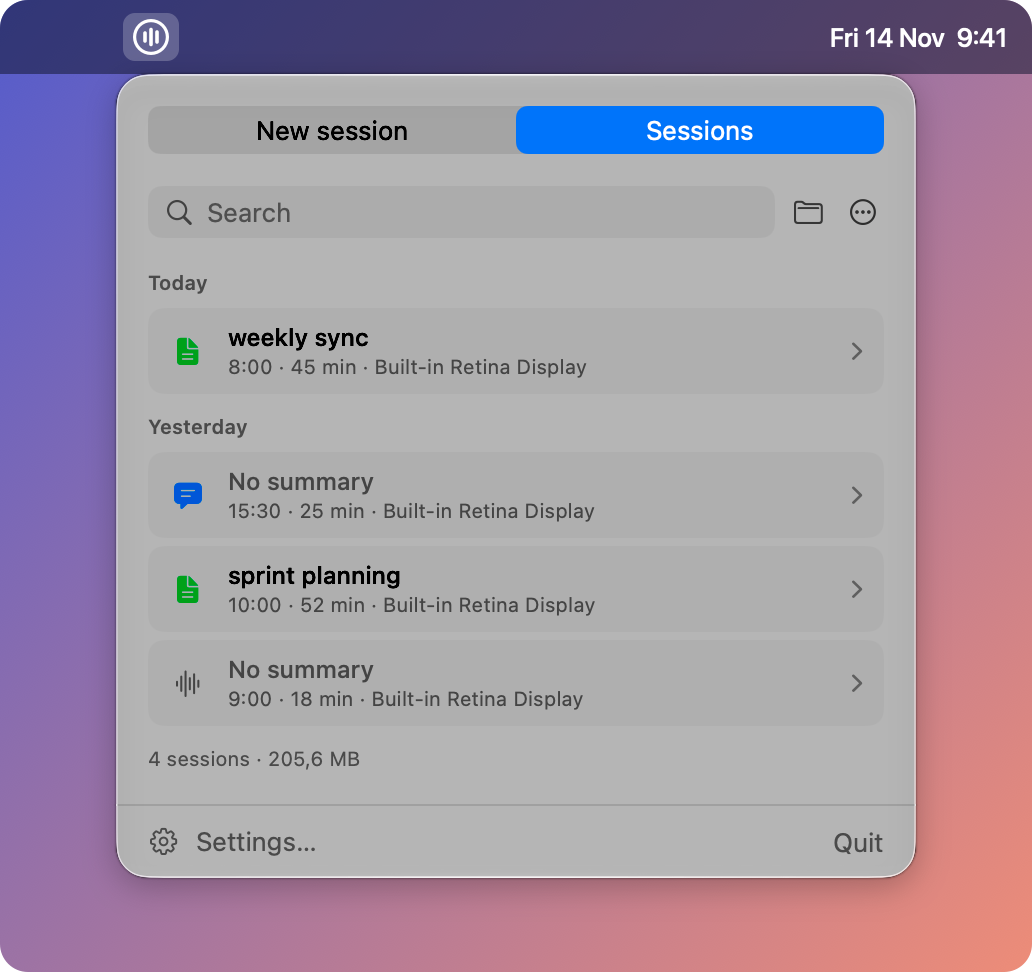 Fri 14 Nov 9:41
New session
Sessions
Search
Today
weekly sync
8:00 · 45 min · Built-in Retina Display
Yesterday
No summary
15:30 · 25 min · Built-in Retina Display
sprint planning
10:00 · 52 min · Built-in Retina Display
No summary
9:00 · 18 min · Built-in Retina Display
4 sessions · 205,6 MB
Settings...
Quit